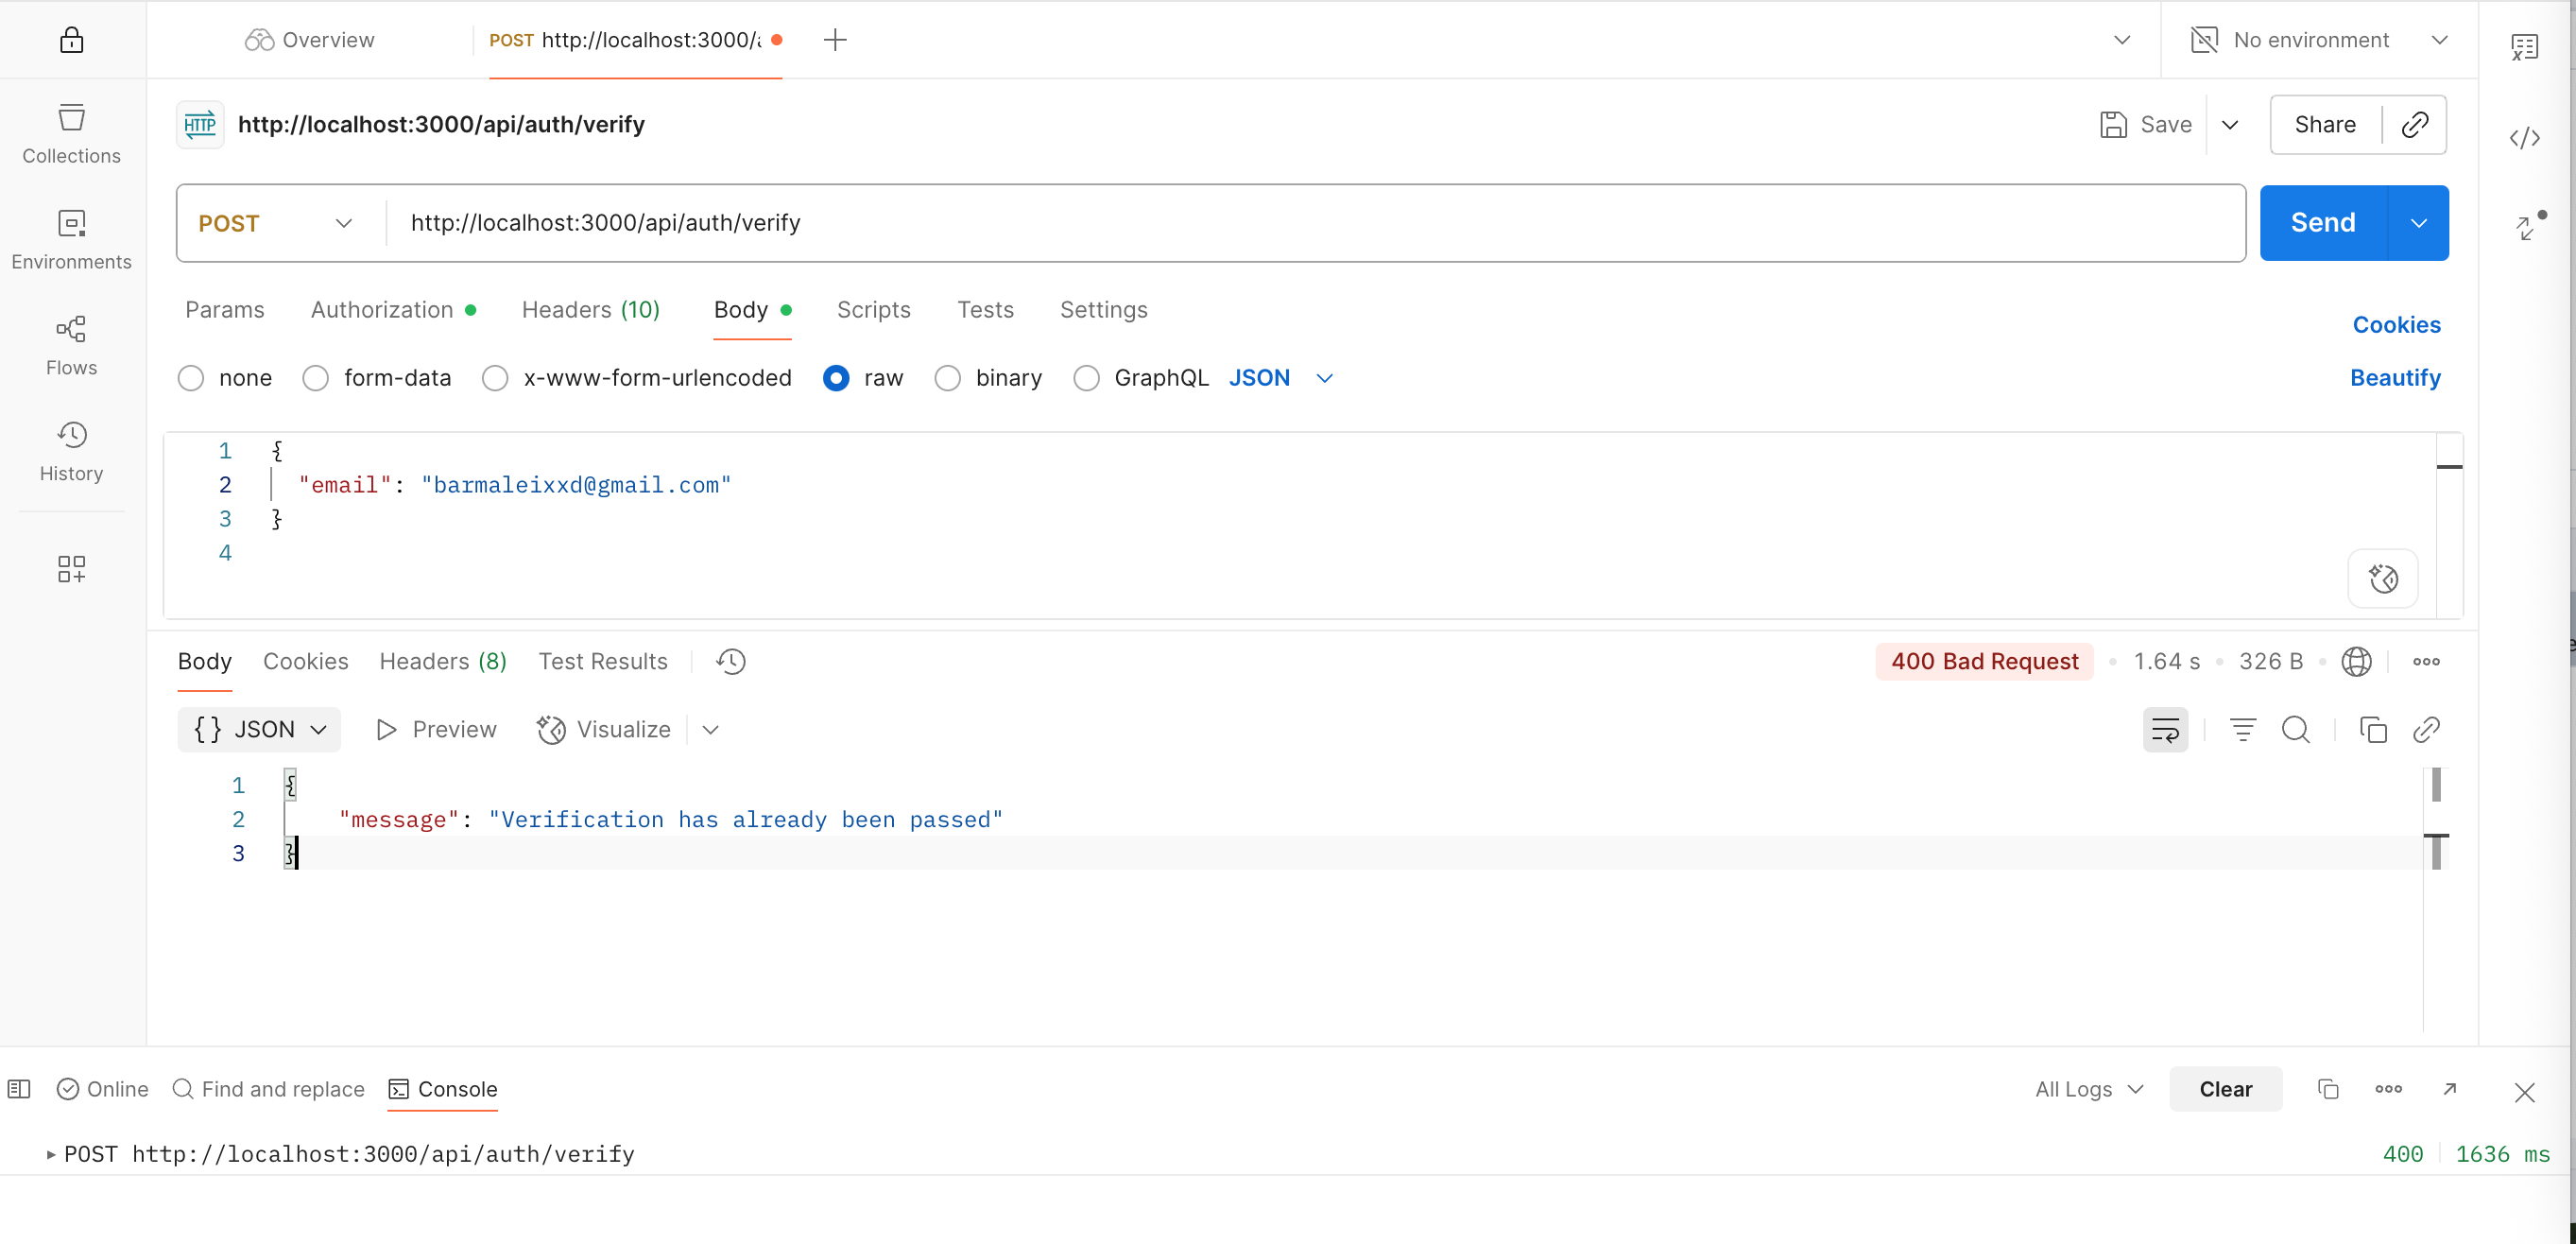 Overview
POST http://localhost:3000/
No environment
Collections
Environments
Flows
History
HTTP http://localhost:3000/api/auth/verify
Save
Share
POST http://localhost:3000/api/auth/verify
Send
Params Authorization Headers (10) Body Scripts Tests Settings
Cookies
none form-data x-www-form-urlencoded raw binary GraphQL JSON
Beautify
1 {
2 "email": "barmaleixxd@gmail.com"
3 }
4
Body Cookies Headers (8) Test Results
400 Bad Request 1.64 s 326 B
{ } JSON Preview Visualize
1 {
2 "message": "Verification has already been passed"
3 }
Online Find and replace Console
All Logs Clear
POST http://localhost:3000/api/auth/verify
400 1636 ms